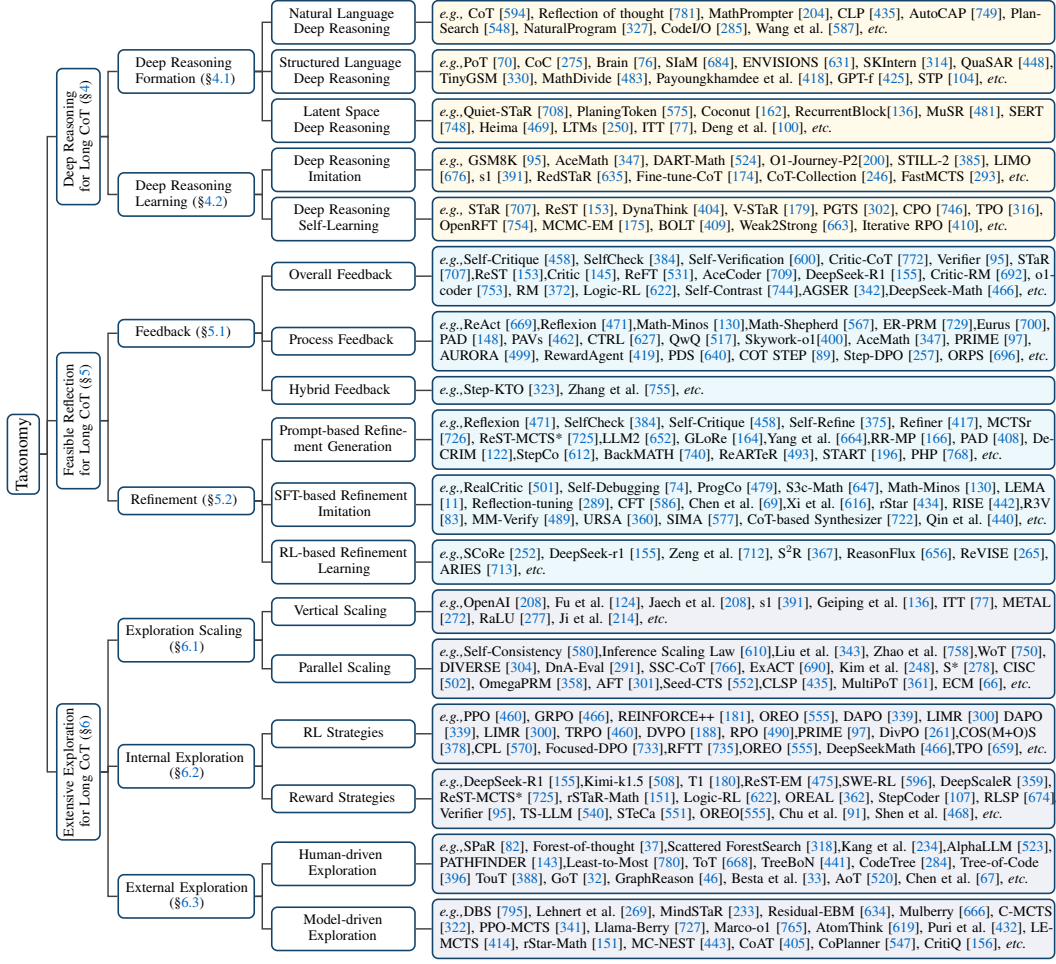 Taxonomy
Deep Reasoning
for Long CoT (§4)
Deep Reasoning
Formation (§4.1)
Natural Language
Deep Reasoning
e.g., CoT [594], Reflection of thought [781], MathPrompter [204], CLP [435], AutoCAP [749], Plan-
Search [548], NaturalProgram [327], CodeI/O [285], Wang et al. [587], etc.
Structured Language
Deep Reasoning
e.g., PoT [70], CoC [275], Brain [76], SIaM [684], ENVISIONS [631], SKIntern [314], QuaSAR [448],
TinyGSM [330], MathDivide [483], Payoungkhamdee et al. [418], GPT-f [425], STP [104], etc.
Latent Space
Deep Reasoning
e.g.,Quiet-STaR [708], PlaningToken [575], Coconut [162], RecurrentBlock[136], MuSR [481], SERT
[748], Heima [469], LTMs [250], ITT [77], Deng et al. [100], etc.
Deep Reasoning
Learning (§4.2)
Deep Reasoning
Imitation
e.g., GSM8K [95], AceMath [347], DART-Math [524], O1-Journey-P2[200], STILL-2 [385], LIMO
[676], s1 [391], RedSTaR [635], Fine-tune-CoT [174], CoT-Collection [246], FastMCTS [293], etc.
Deep Reasoning
Self-Learning
e.g., STaR [707], ReST [153], DynaThink [404], V-STaR [179], PGTS [302], CPO [746], TPO [316],
OpenRFT [754], MCMC-EM [175], BOLT [409], Weak2Strong [663], Iterative RPO [410], etc.
Feasible Reflection
for Long CoT (§5)
Feedback (§5.1)
Overall Feedback
e.g.,Self-Critique [458], SelfCheck [384], Self-Verification [600], Critic-CoT [772], Verifier [95], STaR
[707],ReST [153],Critic [145], ReFT [531], AceCoder [709], DeepSeek-R1 [155], Critic-RM [692], o1-
coder [753], RM [372], Logic-RL [622], Self-Contrast [744],AGSER [342],DeepSeek-Math [466], etc.
Process Feedback
e.g.,ReAct [669],Reflexion [471],Math-Minos [130],Math-Shepherd [567], ER-PRM [729],Eurus [700],
PAD [148], PAVs [462], CTRL [627], QwQ [517], Skywork-o1[400], AceMath [347], PRIME [97],
AURORA [499], RewardAgent [419], PDS [640], COT STEP [89], Step-DPO [257], ORPS [696], etc.
Hybrid Feedback
e.g.,Step-KTO [323], Zhang et al. [755], etc.
Refinement (§5.2)
Prompt-based Refine-
ment Generation
e.g.,Reflexion [471], SelfCheck [384], Self-Critique [458], Self-Refine [375], Refiner [417], MCTSr
[726], ReST-MCTS* [725],LLM2 [652], GLoRe [164],Yang et al. [664],RR-MP [166], PAD [408], De-
CRIM [122],StepCo [612], BackMATH [740], ReARTeR [493], START [196], PHP [768], etc.
SFT-based Refinement
Imitation
e.g.,RealCritic [501], Self-Debugging [74], ProgCo [479], S3c-Math [647], Math-Minos [130], LEMA
[11], Reflection-tuning [289], CFT [586], Chen et al. [69],Xi et al. [616], rStar [434], RISE [442],R3V
[83], MM-Verify [489], URSA [360], SIMA [577], CoT-based Synthesizer [722], Qin et al. [440], etc.
RL-based Refinement
Learning
e.g.,SCoRe [252], DeepSeek-r1 [155], Zeng et al. [712], S²R [367], ReasonFlux [656], ReVISE [265],
ARIES [713], etc.
Extensive Exploration
for Long CoT (§6)
Exploration Scaling
(§6.1)
Vertical Scaling
e.g.,OpenAI [208], Fu et al. [124], Jaech et al. [208], s1 [391], Geiping et al. [136], ITT [77], METAL
[272], RaLU [277], Ji et al. [214], etc.
Parallel Scaling
e.g.,Self-Consistency [580],Inference Scaling Law [610],Liu et al. [343], Zhao et al. [758],WoT [750],
DIVERSE [304], DnA-Eval [291], SSC-CoT [766], ExACT [690], Kim et al. [248], S* [278], CISC
[502], OmegaPRM [358], AFT [301],Seed-CTS [552],CLSP [435], MultiPoT [361], ECM [66], etc.
Internal Exploration
(§6.2)
RL Strategies
e.g.,PPO [460], GRPO [466], REINFORCE++ [181], OREO [555], DAPO [339], LIMR [300] DAPO
[339], LIMR [300], TRPO [460], DVPO [188], RPO [490],PRIME [97], DivPO [261],COS(M+O)S
[378],CPL [570], Focused-DPO [733],RFTT [735],OREO [555], DeepSeekMath [466],TPO [659], etc.
Reward Strategies
e.g.,DeepSeek-R1 [155],Kimi-k1.5 [508], T1 [180],ReST-EM [475],SWE-RL [596], DeepScaleR [359],
ReST-MCTS* [725], rSTaR-Math [151], Logic-RL [622], OREAL [362], StepCoder [107], RLSP [674]
Verifier [95], TS-LLM [540], STeCa [551], OREO[555], Chu et al. [91], Shen et al. [468], etc.
External Exploration
(§6.3)
Human-driven
Exploration
e.g.,SPaR [82], Forest-of-thought [37],Scattered ForestSearch [318],Kang et al. [234],AlphaLLM [523],
PATHFINDER [143],Least-to-Most [780], ToT [668], TreeBoN [441], CodeTree [284], Tree-of-Code
[396] TouT [388], GoT [32], GraphReason [46], Besta et al. [33], AoT [520], Chen et al. [67], etc.
Model-driven
Exploration
e.g.,DBS [795], Lehnert et al. [269], MindSTaR [233], Residual-EBM [634], Mulberry [666], C-MCTS
[322], PPO-MCTS [341], Llama-Berry [727], Marco-o1 [765], AtomThink [619], Puri et al. [432], LE-
MCTS [414], rStar-Math [151], MC-NEST [443], CoAT [405], CoPlanner [547], CritiQ [156], etc.